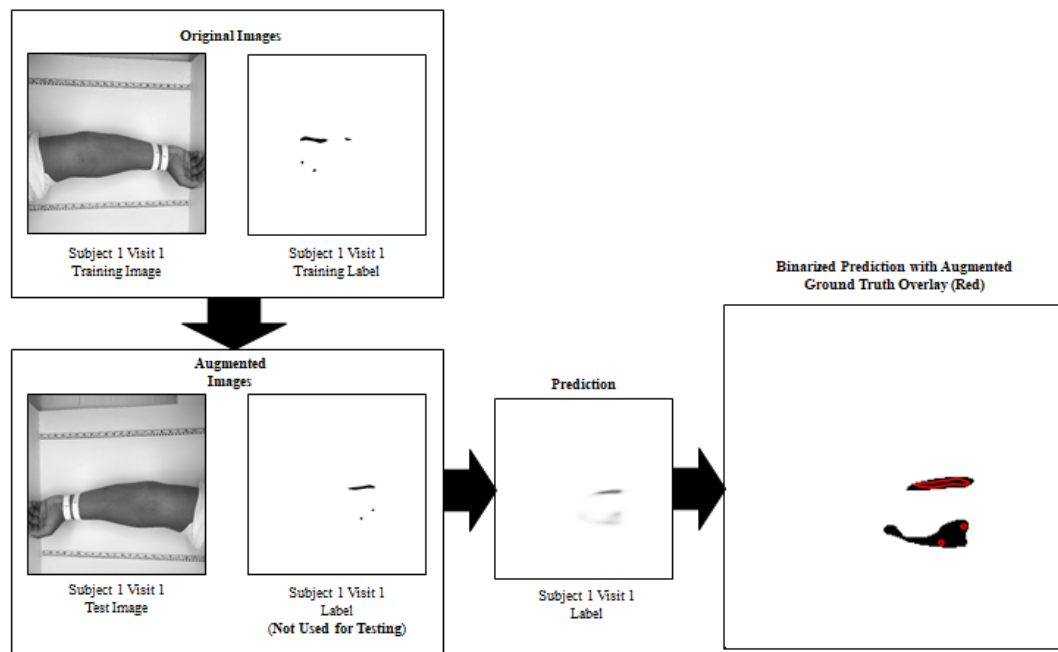 Original Images
Subject 1 Visit 1
Training Image
Subject 1 Visit 1
Training Label
Augmented
Images
Subject 1 Visit 1
Test Image
Subject 1 Visit 1
Label
(Not Used for Testing)
Prediction
Subject 1 Visit 1
Label
Binarized Prediction with Augmented
Ground Truth Overlay (Red)